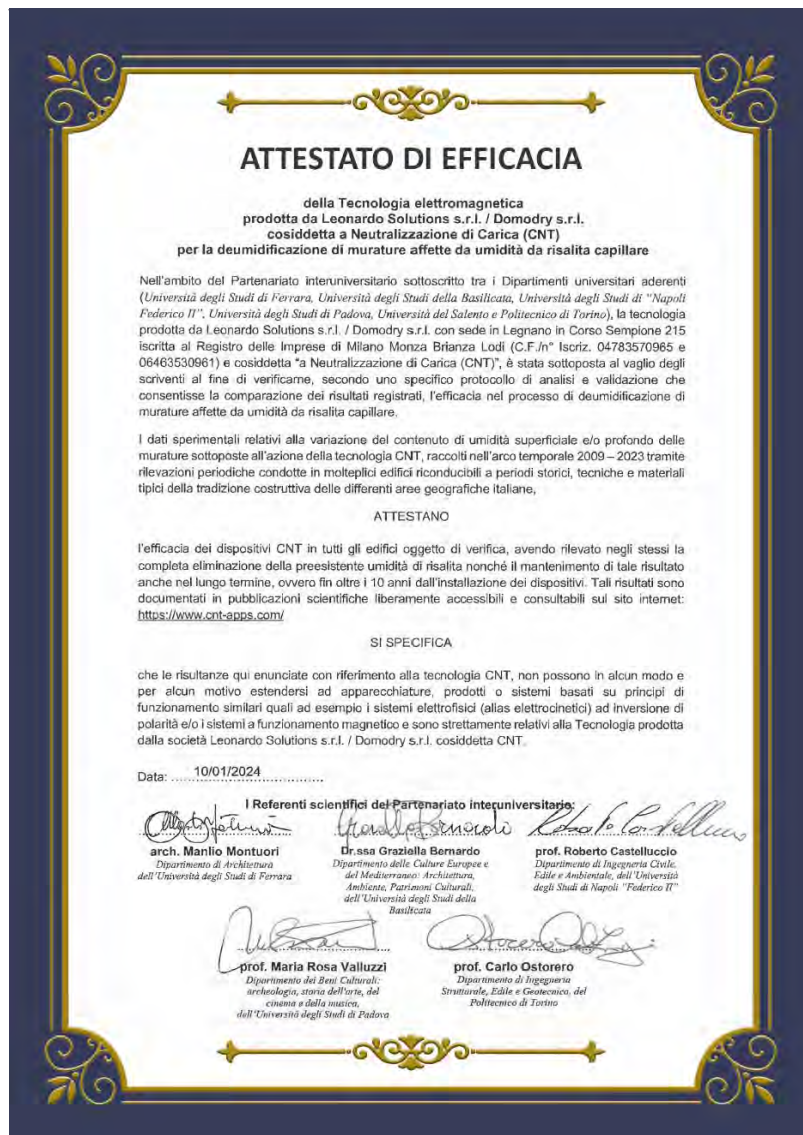 ATTESTATO DI EFFICACIA
della Tecnologia elettromagnetica
prodotta da Leonardo Solutions s.r.l. / Domodry s.r.l.
cosiddetta a Neutralizzazione di Carica (CNT)
per la deumidificazione di murature affette da umidità da risalita capillare
Nell'ambito del Partenariato interuniversitario sottoscritto tra i Dipartimenti universitari aderenti
(Università degli Studi di Ferrara, Università degli Studi della Basilicata, Università degli Studi di "Napoli
Federico II", Università degli Studi di Padova, Università del Salento e Politecnico di Torino), la tecnologia
prodotta da Leonardo Solutions s.r.l. / Domodry s.r.l. con sede in Legnano in Corso Sempione 215
iscritta al Registro delle Imprese di Milano Monza Brianza Lodi (C.F./n° Iscriz. 04783570965 e
06463530961) e cosiddetta "a Neutralizzazione di Carica (CNT)", è stata sottoposta al vaglio degli
scriventi al fine di verificarne, secondo uno specifico protocollo di analisi e validazione che
consentisse la comparazione dei risultati registrati, l'efficacia nel processo di deumidificazione di
murature affette da umidità da risalita capillare.
I dati sperimentali relativi alla variazione del contenuto di umidità superficiale e/o profondo delle
murature sottoposte all'azione della tecnologia CNT, raccolti nell'arco temporale 2009 – 2023 tramite
rilevazioni periodiche condotte in molteplici edifici riconducibili a periodi storici, tecniche e materiali
tipici della tradizione costruttiva delle differenti aree geografiche italiane,
ATTESTANO
l'efficacia dei dispositivi CNT in tutti gli edifici oggetto di verifica, avendo rilevato negli stessi la
completa eliminazione della preesistente umidità di risalita nonché il mantenimento di tale risultato
anche nel lungo termine, ovvero fin oltre i 10 anni dall'installazione dei dispositivi. Tali risultati sono
documentati in pubblicazioni scientifiche liberamente accessibili e consultabili sul sito internet:
https://www.cnt-apps.com/
SI SPECIFICA
che le risultanze qui enunciate con riferimento alla tecnologia CNT, non possono in alcun modo e
per alcun motivo estendersi ad apparecchiature, prodotti o sistemi basati su principi di
funzionamento similari quali ad esempio i sistemi elettrofisici (alias elettrocinetici) ad inversione di
polarità e/o i sistemi a funzionamento magnetico e sono strettamente relativi alla Tecnologia prodotta
dalla società Leonardo Solutions s.r.l. / Domodry s.r.l. cosiddetta CNT.
Data: 10/01/2024
I Referenti scientifici del Partenariato interuniversitario:
arch. Manlio Montuori
Dipartimento di Architettura
dell'Università degli Studi di Ferrara
Dr.ssa Graziella Bernardo
Dipartimento delle Culture Europee e
del Mediterraneo: Architettura,
Ambiente, Patrimoni Culturali,
dell'Università degli Studi della
Basilicata
prof. Roberto Castelluccio
Dipartimento di Ingegneria Civile,
Edile e Ambientale, dell'Università
degli Studi di Napoli "Federico II"
prof. Maria Rosa Valluzzi
Dipartimento dei Beni Culturali:
archeologia, storia dell'arte, del
cinema e della musica,
dell'Università degli Studi di Padova
prof. Carlo Ostorero
Dipartimento di Ingegneria
Strutturale, Edile e Geotecnica, del
Politecnico di Torino